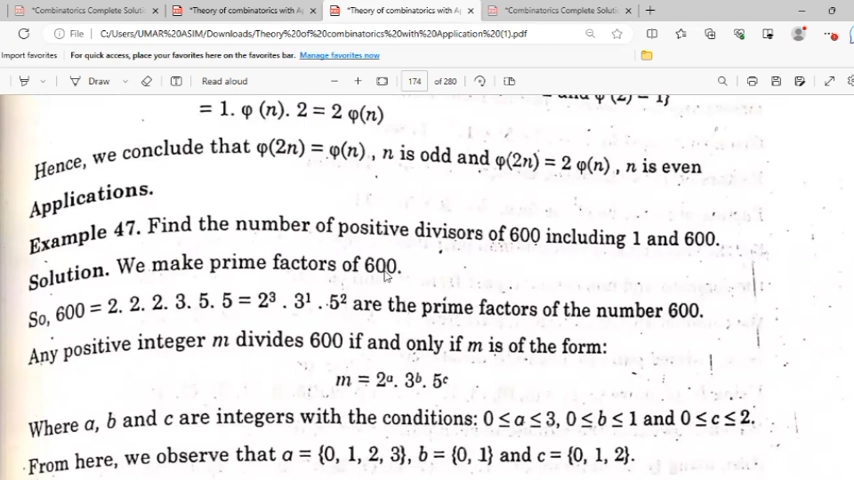 *Combinatorics Complete Soluti
*Theory of combinatorics with Ap
*Theory of combinatorics with Ap
*Combinatorics Complete Soluti
File
C:/Users/UMAR%20ASIM/Downloads/Theory%20of%20combinatorics%20with%20Application%20(1).pdf
Import favorites
For quick access, place your favorites here on the favorites bar. Manage favorites now
Draw
Read aloud
174 of 280
= 1. φ (n). 2 = 2 φ(n)
Hence, we conclude that φ(2n) = φ(n) , n is odd and φ(2n) = 2 φ(n) , n is even
Applications.
Example 47. Find the number of positive divisors of 600 including 1 and 600.
Solution. We make prime factors of 600.
So, 600 = 2. 2. 2. 3. 5. 5 = 2³ . 3¹ . 5² are the prime factors of the number 600.
Any positive integer m divides 600 if and only if m is of the form:
m = 2ᵃ. 3ᵇ. 5ᶜ
Where a, b and c are integers with the conditions: 0 ≤ a ≤ 3, 0 ≤ b ≤ 1 and 0 ≤ c ≤ 2.
From here, we observe that a = {0, 1, 2, 3}, b = {0, 1} and c = {0, 1, 2}.